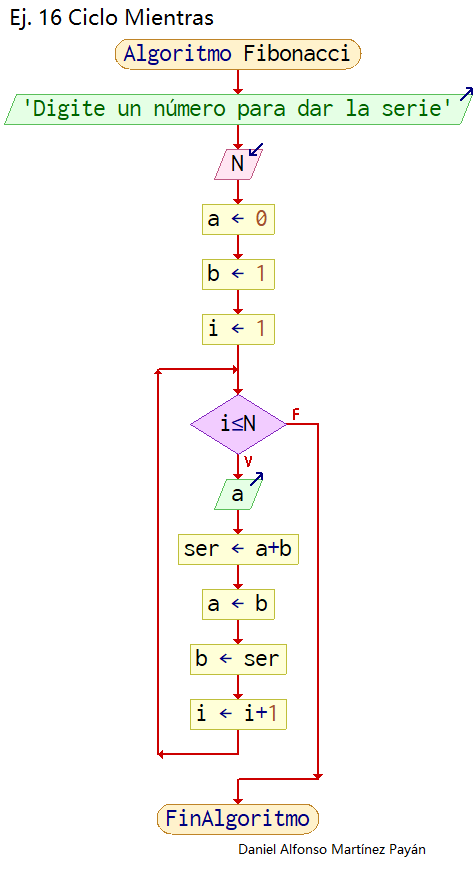 Ej. 16 Ciclo Mientras
Algoritmo Fibonacci
'Digite un número para dar la serie'
N
a ← 0
b ← 1
i ← 1
i≤N
F
V
a
ser ← a+b
a ← b
b ← ser
i ← i+1
FinAlgoritmo
Daniel Alfonso Martínez Payán